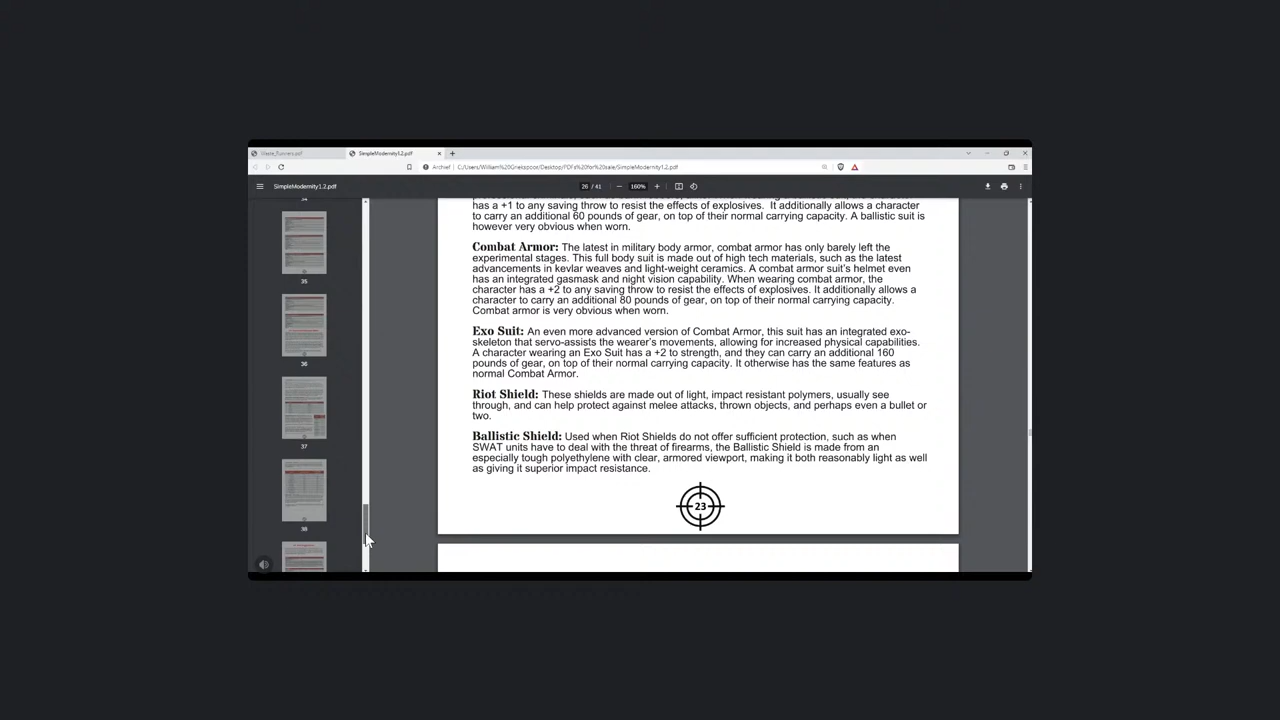 SimpleModernity1.2.pdf
Archief | C:/Users/William%20Gnekspoos/Desktop/PDFs%20for%20sale/SimpleModernity1.2.pdf
SimpleModernity1.2.pdf
26 / 41
160%
has a +1 to any saving throw to resist the effects of explosives. It additionally allows a character
to carry an additional 60 pounds of gear, on top of their normal carrying capacity. A ballistic suit is
however very obvious when worn.
Combat Armor: The latest in military body armor, combat armor has only barely left the
experimental stages. This full body suit is made out of high tech materials, such as the latest
advancements in kevlar weaves and light-weight ceramics. A combat armor suit's helmet even
has an integrated gasmask and night vision capability. When wearing combat armor, the
character has a +2 to any saving throw to resist the effects of explosives. It additionally allows a
character to carry an additional 80 pounds of gear, on top of their normal carrying capacity.
Combat armor is very obvious when worn.
Exo Suit: An even more advanced version of Combat Armor, this suit has an integrated exo-
skeleton that servo-assists the wearer's movements, allowing for increased physical capabilities.
A character wearing an Exo Suit has a +2 to strength, and they can carry an additional 160
pounds of gear, on top of their normal carrying capacity. It otherwise has the same features as
normal Combat Armor.
Riot Shield: These shields are made out of light, impact resistant polymers, usually see
through, and can help protect against melee attacks, thrown objects, and perhaps even a bullet or
two.
Ballistic Shield: Used when Riot Shields do not offer sufficient protection, such as when
SWAT units have to deal with the threat of firearms, the Ballistic Shield is made from an
especially tough polyethylene with clear, armored viewport, making it both reasonably light as well
as giving it superior impact resistance.
23
35
36
37
38